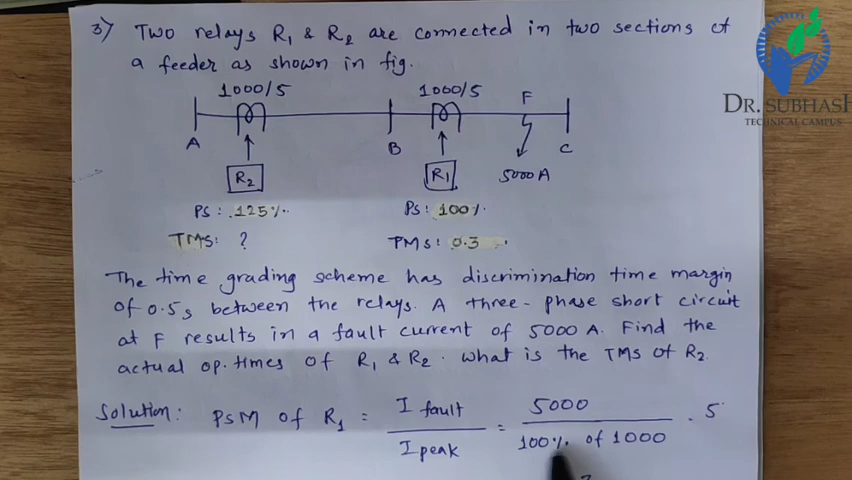 3) Two relays R1 & R2 are connected in two sections of
a feeder as shown in fig.
1000/5 1000/5
F
A B C
R2 R1 5000A
PS: 125%. PS: 100%.
TMS: ? TMS: 0.3
The time grading scheme has discrimination time margin
of 0.5s between the relays. A three-phase short circuit
at F results in a fault current of 5000 A. Find the
actual op. times of R1 & R2. What is the TMS of R2.
Solution: PSM of R1 = I fault / I peak = 5000 / 100%. of 1000 . 5
DR. SUBHASH
TECHNICAL CAMPUS